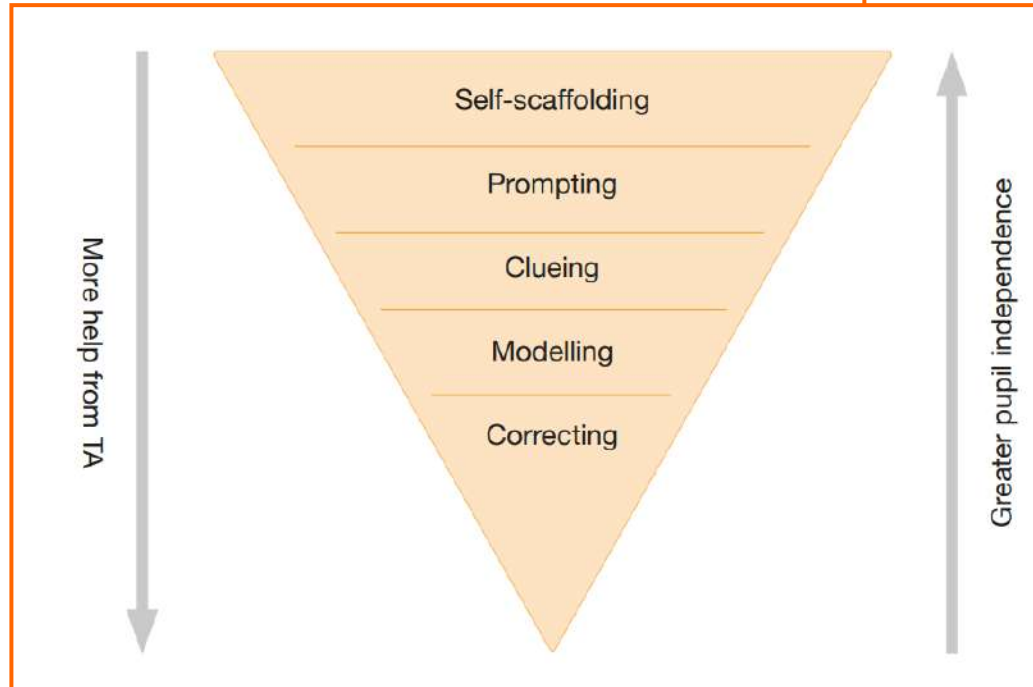 Self-scaffolding
Prompting
Clueing
Modelling
Correcting
More help from TA
Greater pupil independence